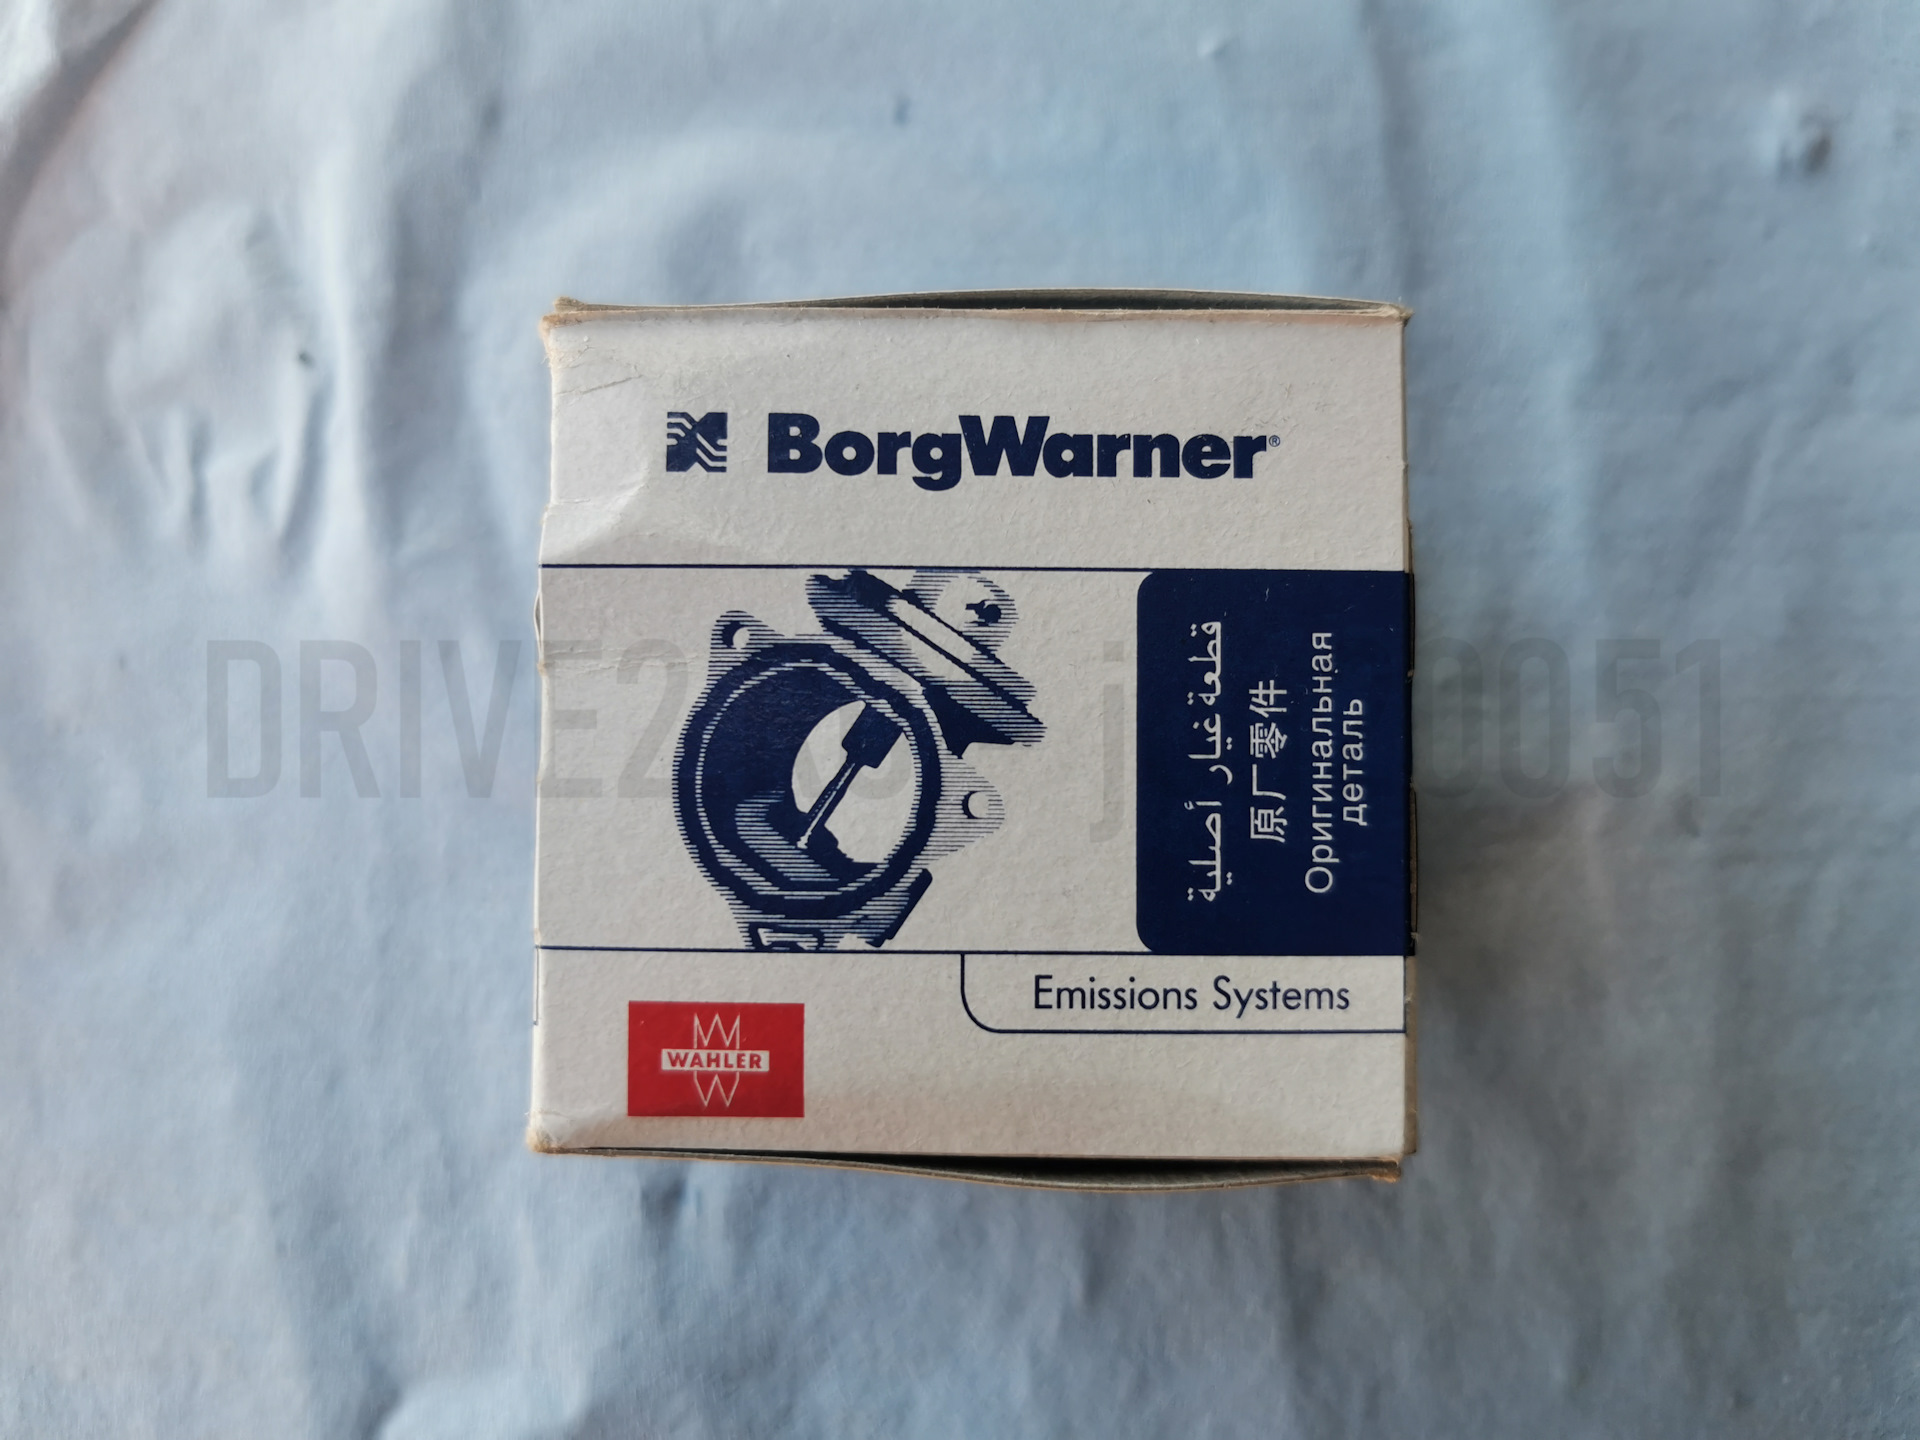 BorgWarner®
قطعة غيار أصلية
原厂零件
Оригинальная
деталь
Emissions Systems
WAHLER